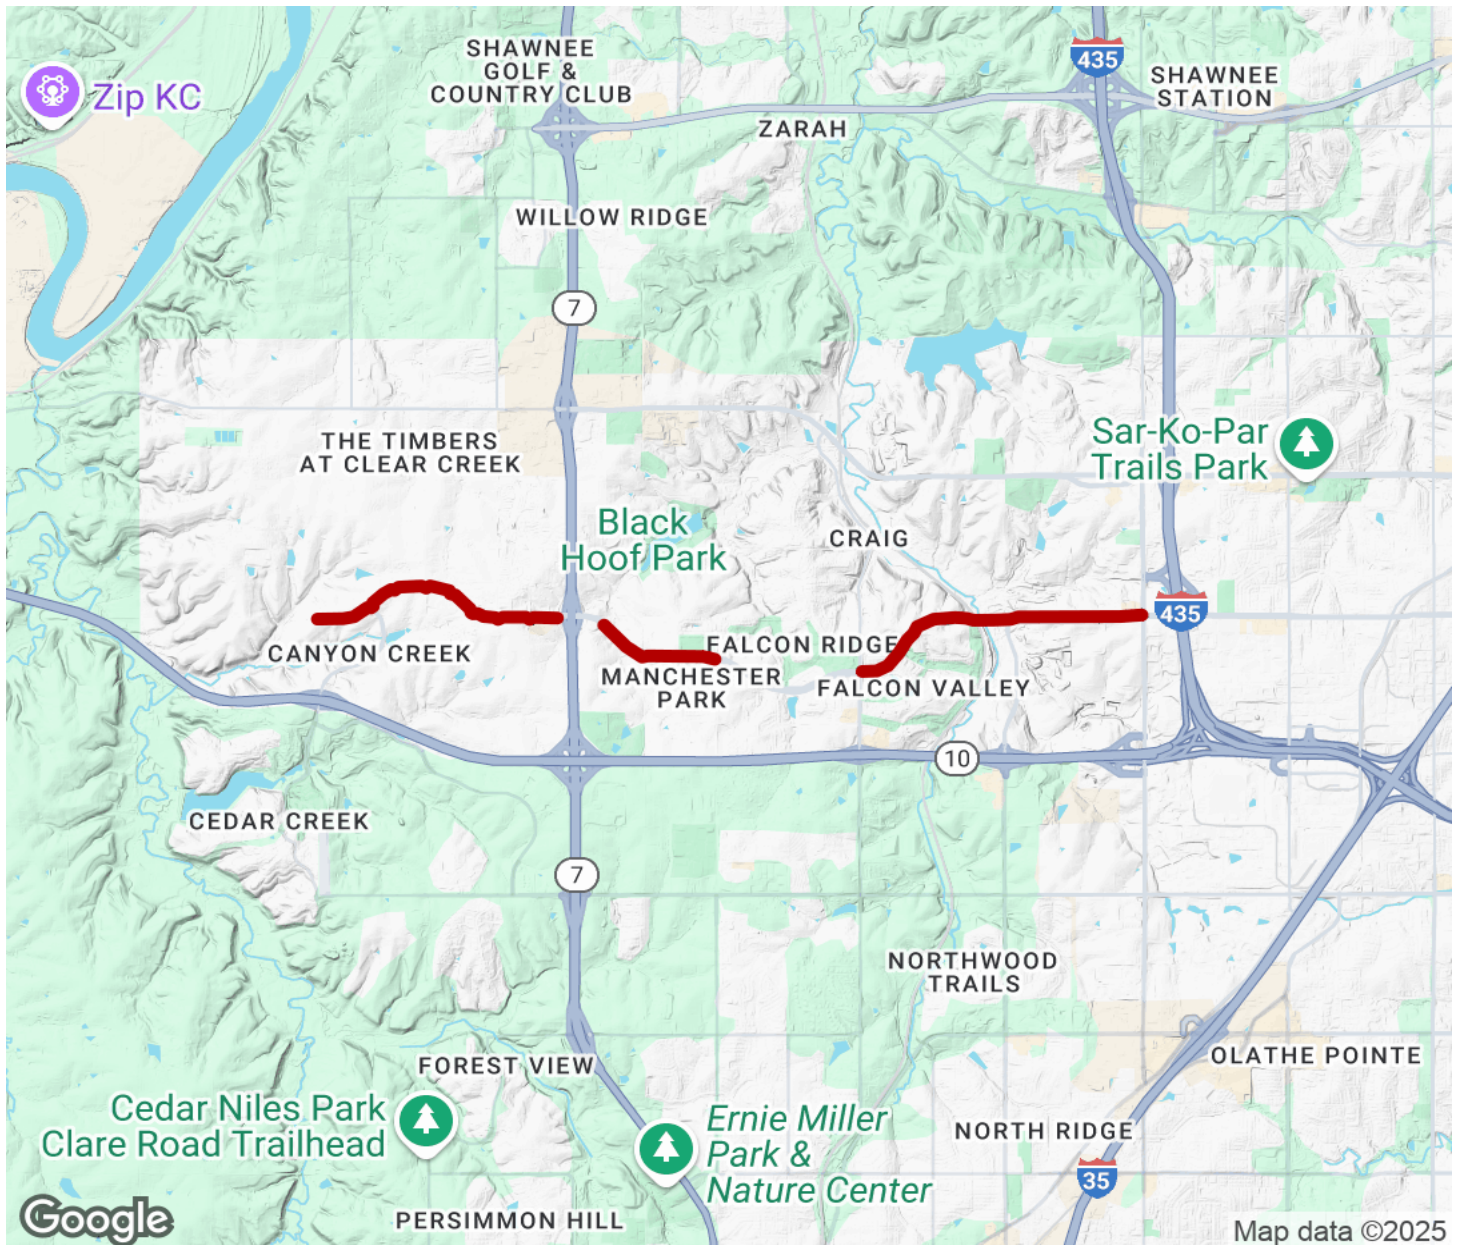 SHAWNEE
GOLF &
COUNTRY CLUB
435
SHAWNEE
STATION
Zip KC
ZARAH
WILLOW RIDGE
7
THE TIMBERS
AT CLEAR CREEK
Sar-Ko-Par
Trails Park
Black
Hoof Park
CRAIG
435
CANYON CREEK
FALCON RIDGE
MANCHESTER
PARK
FALCON VALLEY
10
CEDAR CREEK
7
NORTHWOOD
TRAILS
FOREST VIEW
OLATHE POINTE
Cedar Niles Park
Clare Road Trailhead
Ernie Miller
Park &
Nature Center
NORTH RIDGE
35
PERSIMMON HILL
Google
Map data ©2025